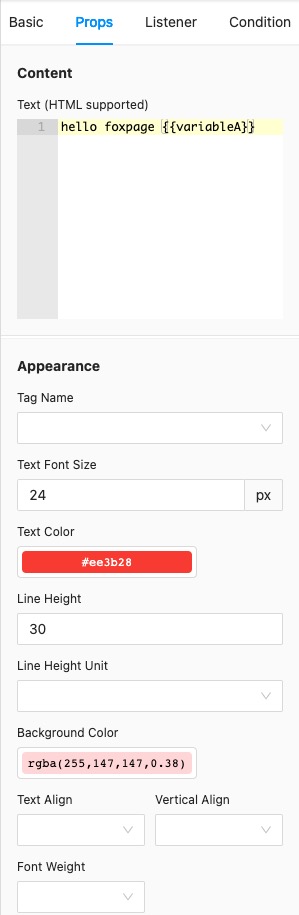 Basic Props Listener Condition
Content
Text (HTML supported)
1 hello foxpage {{variableA}}
Appearance
Tag Name
Text Font Size
24 px
Text Color
#ee3b28
Line Height
30
Line Height Unit
Background Color
rgba(255,147,147,0.38)
Text Align Vertical Align
Font Weight